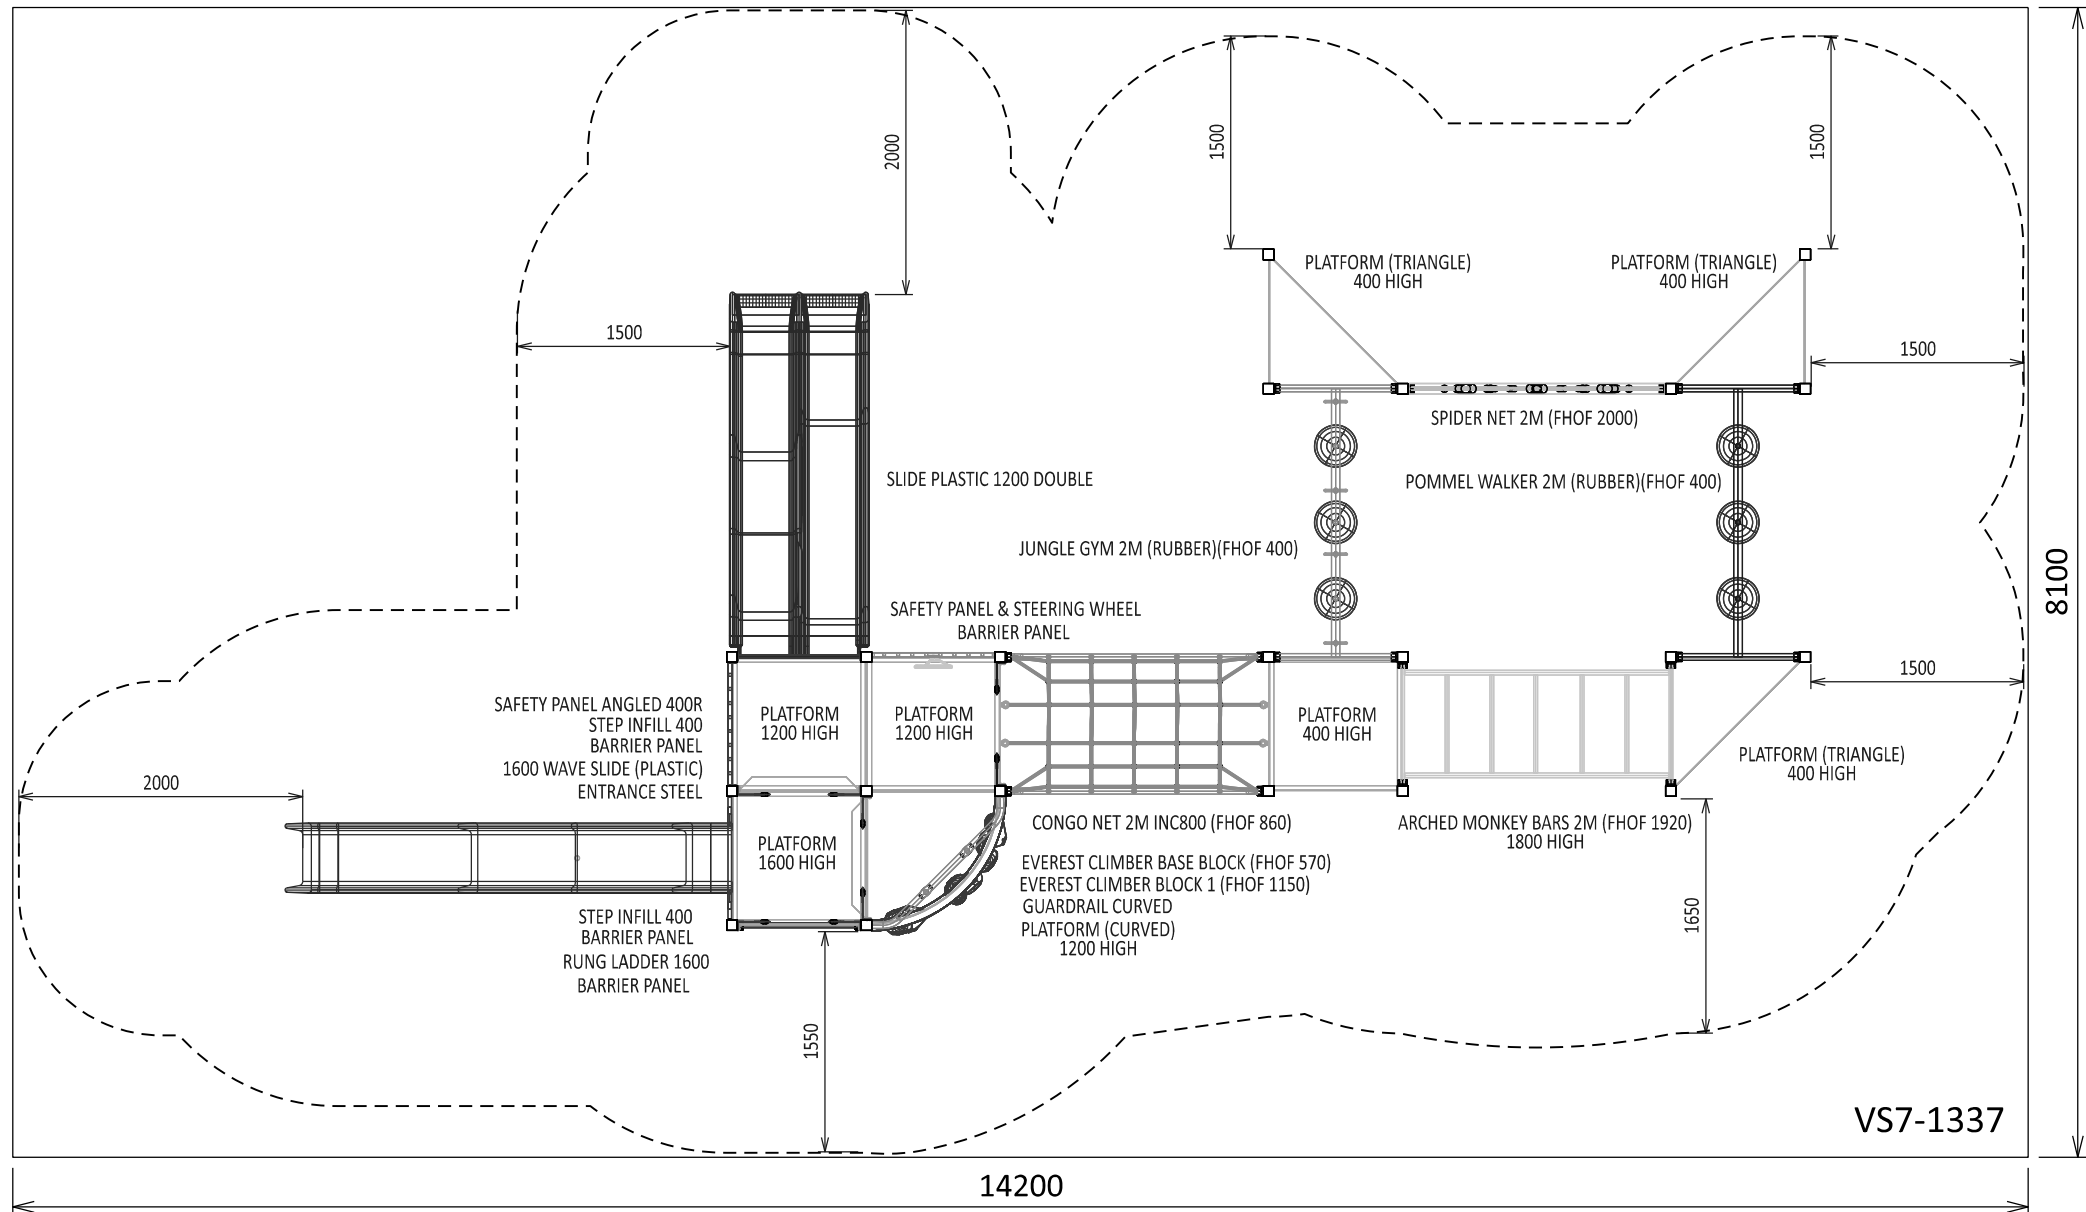 2000
1500
1500
PLATFORM (TRIANGLE)
400 HIGH
PLATFORM (TRIANGLE)
400 HIGH
1500
1500
SPIDER NET 2M (FHOF 2000)
SLIDE PLASTIC 1200 DOUBLE
POMMEL WALKER 2M (RUBBER)(FHOF 400)
JUNGLE GYM 2M (RUBBER)(FHOF 400)
8100
SAFETY PANEL & STEERING WHEEL
BARRIER PANEL
1500
SAFETY PANEL ANGLED 400R
STEP INFILL 400
BARRIER PANEL
1600 WAVE SLIDE (PLASTIC)
ENTRANCE STEEL
PLATFORM
1200 HIGH
PLATFORM
1200 HIGH
PLATFORM
400 HIGH
PLATFORM (TRIANGLE)
400 HIGH
2000
PLATFORM
1600 HIGH
CONGO NET 2M INC800 (FHOF 860)
ARCHED MONKEY BARS 2M (FHOF 1920)
1800 HIGH
EVEREST CLIMBER BASE BLOCK (FHOF 570)
EVEREST CLIMBER BLOCK 1 (FHOF 1150)
GUARDRAIL CURVED
PLATFORM (CURVED)
1200 HIGH
1650
STEP INFILL 400
BARRIER PANEL
RUNG LADDER 1600
BARRIER PANEL
1550
VS7-1337
14200